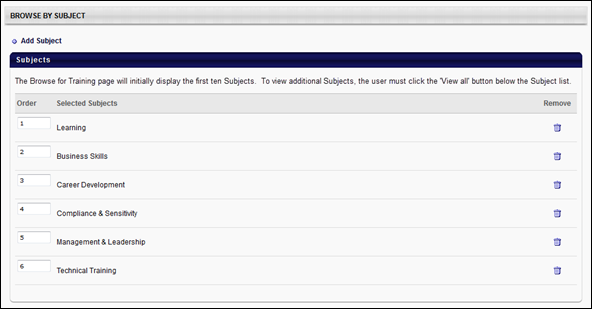 BROWSE BY SUBJECT
Add Subject
Subjects
The Browse for Training page will initially display the first ten Subjects. To view additional Subjects, the user must click the 'View all' button below the Subject list.
Order Selected Subjects Remove
1 Learning
2 Business Skills
3 Career Development
4 Compliance & Sensitivity
5 Management & Leadership
6 Technical Training